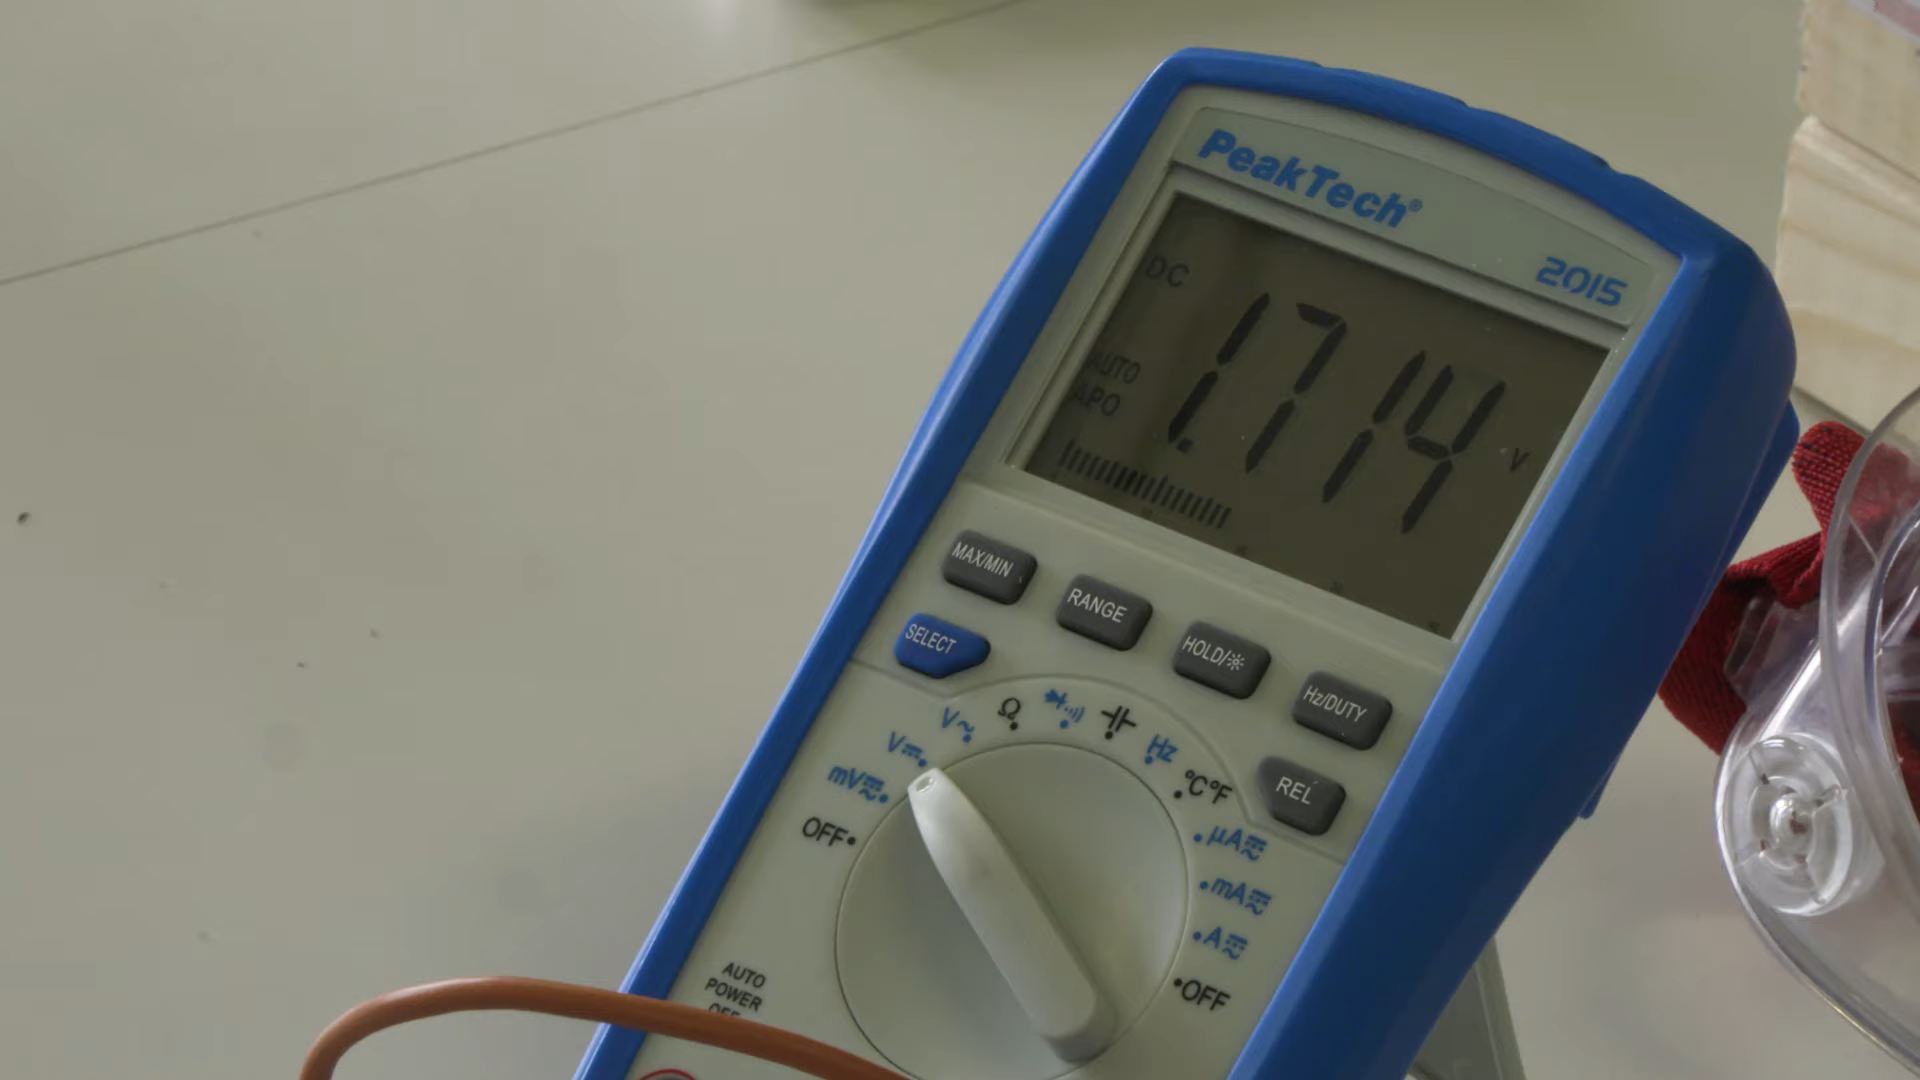 PeakTech®
2015
DC
AUTO
APO
1.714 V
MAX/MIN
RANGE
HOLD/
Hz/DUTY
SELECT
REL
OFF
mV
V
V~
Ω
Hz
°C°F
µA
mA
A
OFF
AUTO
POWER
OFF